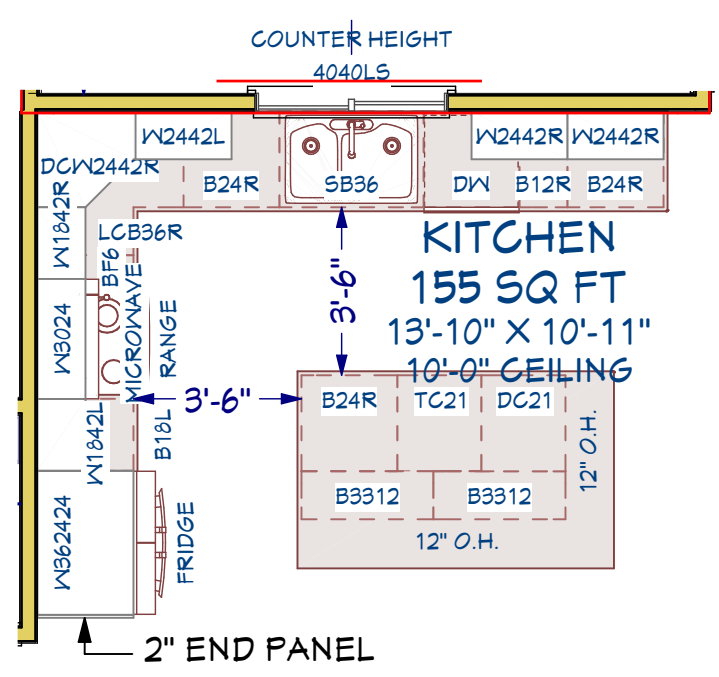 COUNTER HEIGHT
4040LS
W2442L
W2442R
W2442R
DCW2442R
B24R
SB36
DW
B12R
B24R
W1842R
LCB36R
BF6
KITCHEN
155 SQ FT
13'-10" X 10'-11"
10'-0" CEILING
3'-6"
W3024
MICROWAVE
RANGE
3'-6"
B24R
TC21
DC21
W1842L
B18L
12" O.H.
B3312
B3312
12" O.H.
W362424
FRIDGE
2" END PANEL